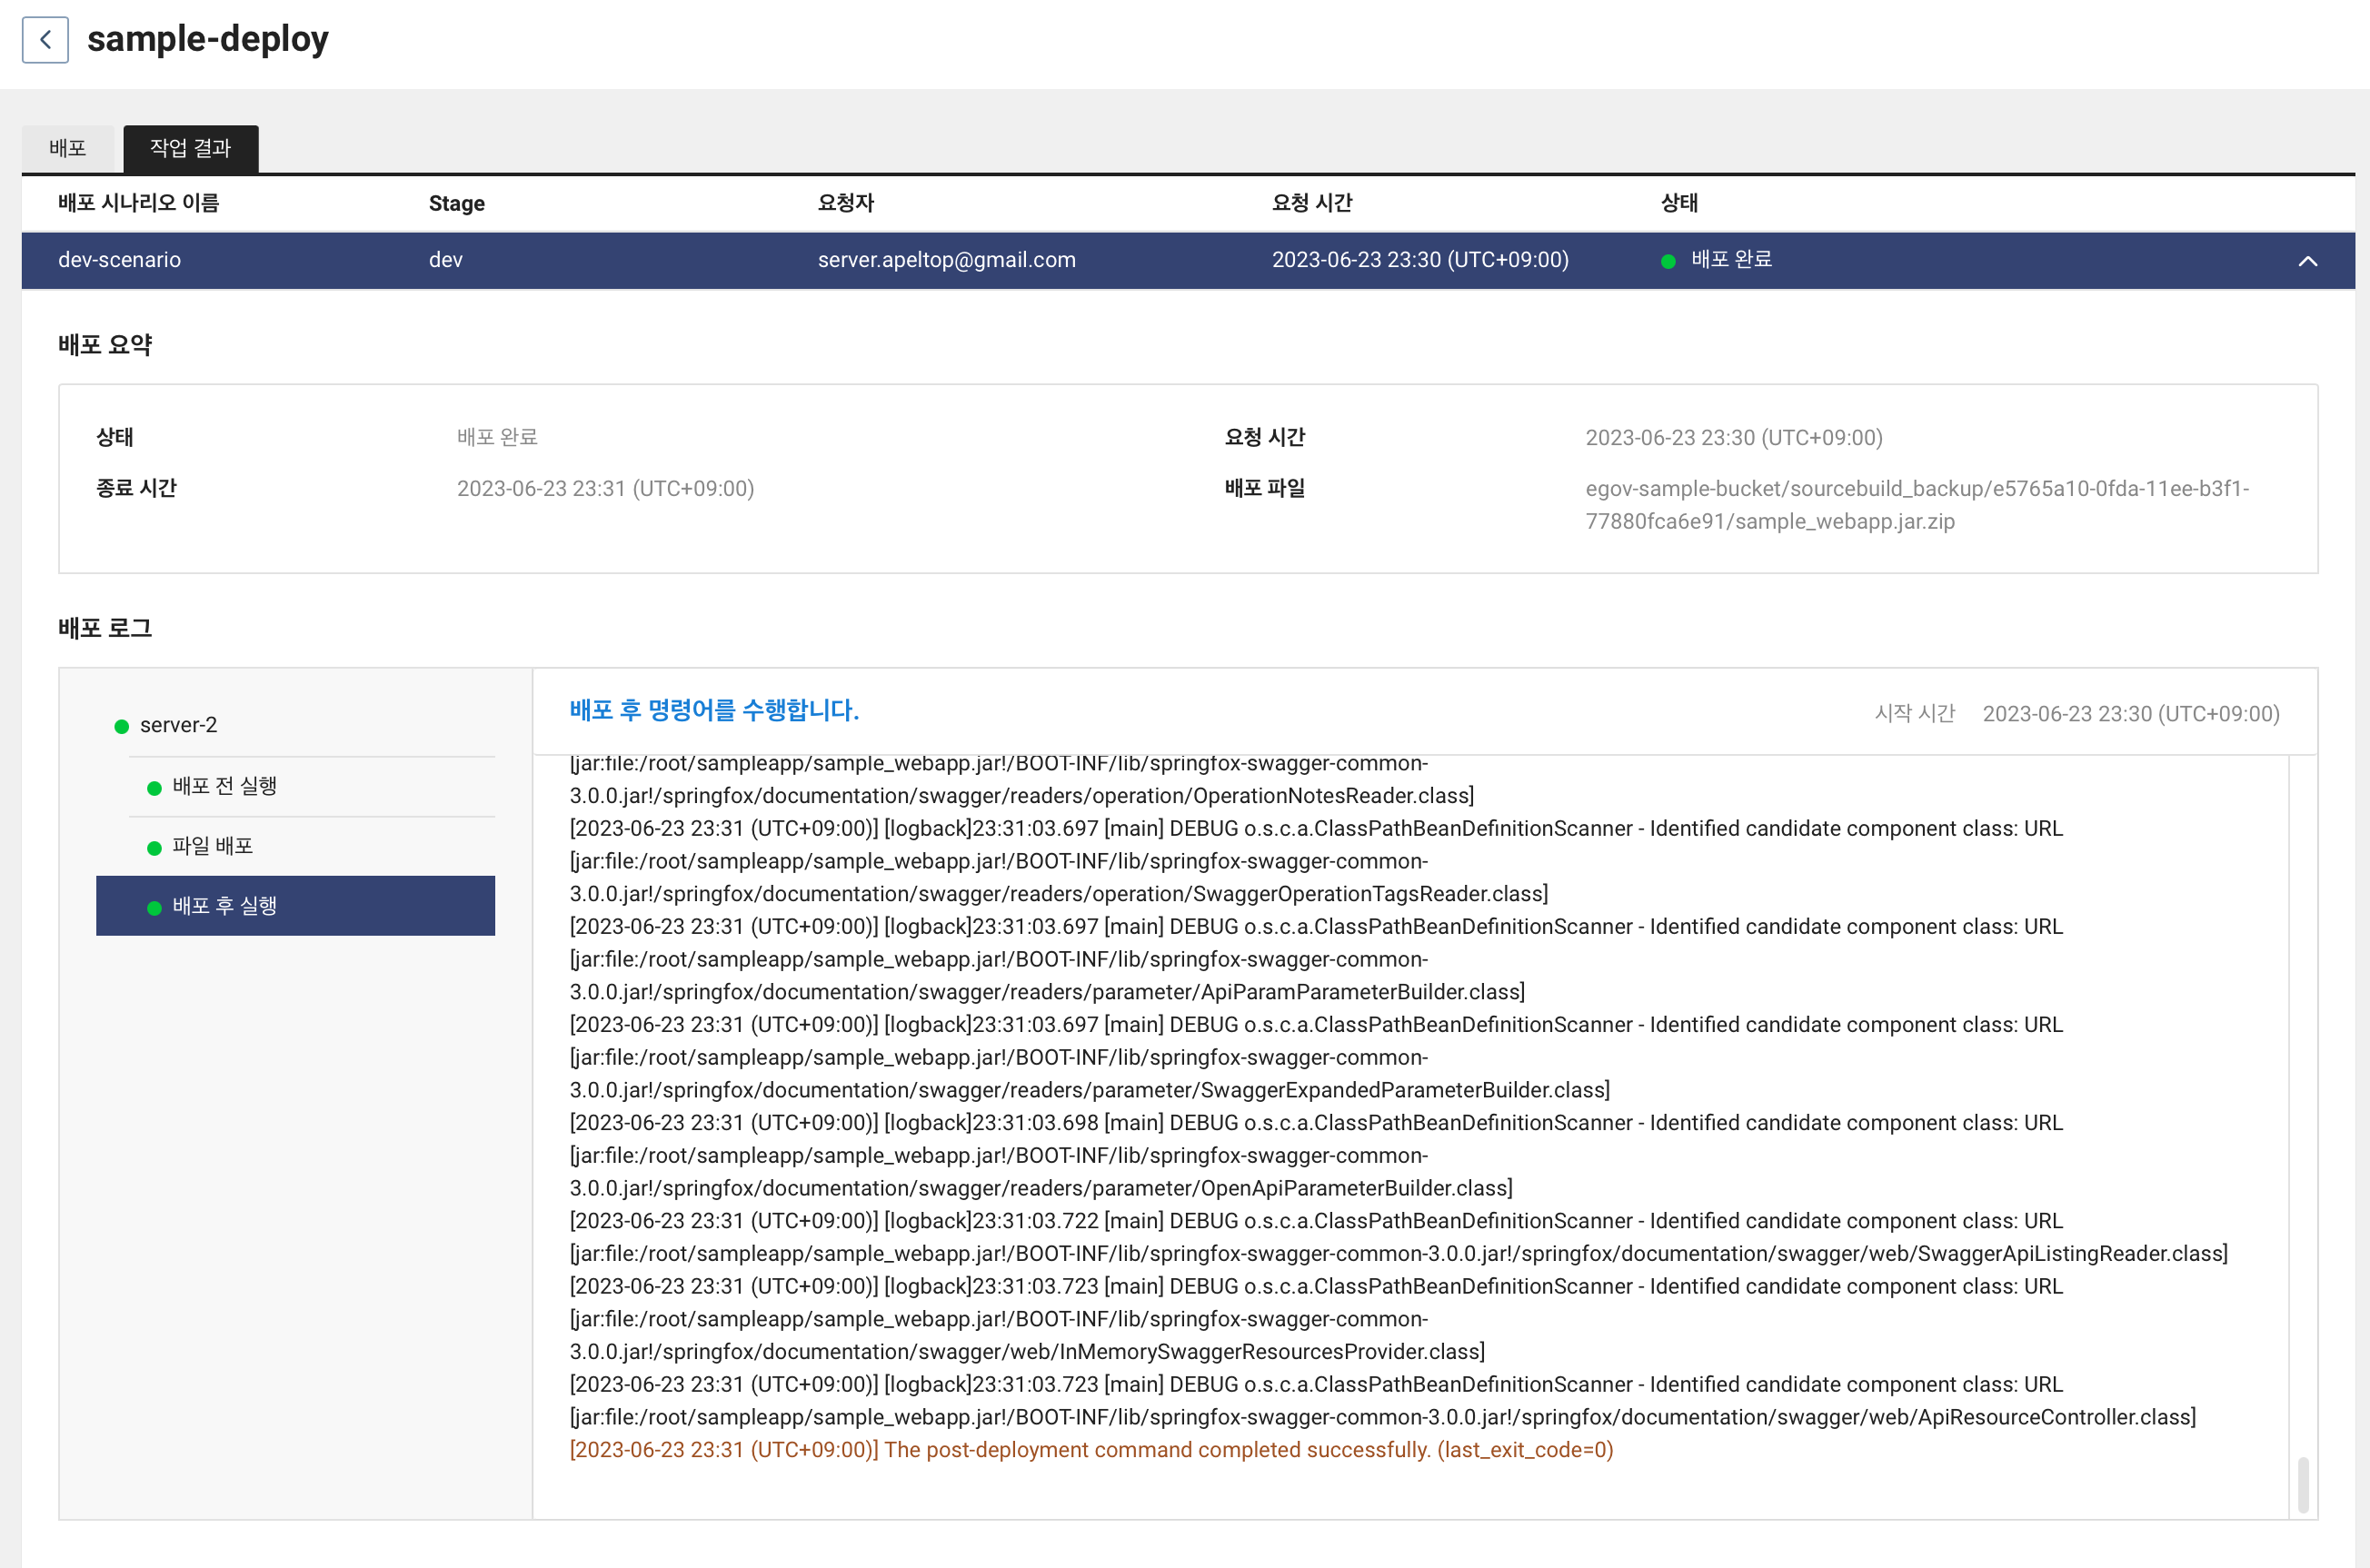 sample-deploy
배포
작업 결과
배포 시나리오 이름 Stage 요청자 요청 시간 상태
dev-scenario dev server.apeltop@gmail.com 2023-06-23 23:30 (UTC+09:00) 배포 완료
배포 요약
상태 배포 완료 요청 시간 2023-06-23 23:30 (UTC+09:00)
종료 시간 2023-06-23 23:31 (UTC+09:00) 배포 파일 egov-sample-bucket/sourcebuild_backup/e5765a10-0fda-11ee-b3f1-
77880fca6e91/sample_webapp.jar.zip
배포 로그
server-2
배포 전 실행
파일 배포
배포 후 실행
배포 후 명령어를 수행합니다. 시작 시간 2023-06-23 23:30 (UTC+09:00)
[jar:file:/root/sampleapp/sample_webapp.jar!/BOOT-INF/lib/springfox-swagger-common-
3.0.0.jar!/springfox/documentation/swagger/readers/operation/OperationNotesReader.class]
[2023-06-23 23:31 (UTC+09:00)] [logback]23:31:03.697 [main] DEBUG o.s.c.a.ClassPathBeanDefinitionScanner - Identified candidate component class: URL
[jar:file:/root/sampleapp/sample_webapp.jar!/BOOT-INF/lib/springfox-swagger-common-
3.0.0.jar!/springfox/documentation/swagger/readers/operation/SwaggerOperationTagsReader.class]
[2023-06-23 23:31 (UTC+09:00)] [logback]23:31:03.697 [main] DEBUG o.s.c.a.ClassPathBeanDefinitionScanner - Identified candidate component class: URL
[jar:file:/root/sampleapp/sample_webapp.jar!/BOOT-INF/lib/springfox-swagger-common-
3.0.0.jar!/springfox/documentation/swagger/readers/parameter/ApiParamParameterBuilder.class]
[2023-06-23 23:31 (UTC+09:00)] [logback]23:31:03.697 [main] DEBUG o.s.c.a.ClassPathBeanDefinitionScanner - Identified candidate component class: URL
[jar:file:/root/sampleapp/sample_webapp.jar!/BOOT-INF/lib/springfox-swagger-common-
3.0.0.jar!/springfox/documentation/swagger/readers/parameter/SwaggerExpandedParameterBuilder.class]
[2023-06-23 23:31 (UTC+09:00)] [logback]23:31:03.698 [main] DEBUG o.s.c.a.ClassPathBeanDefinitionScanner - Identified candidate component class: URL
[jar:file:/root/sampleapp/sample_webapp.jar!/BOOT-INF/lib/springfox-swagger-common-
3.0.0.jar!/springfox/documentation/swagger/readers/parameter/OpenApiParameterBuilder.class]
[2023-06-23 23:31 (UTC+09:00)] [logback]23:31:03.722 [main] DEBUG o.s.c.a.ClassPathBeanDefinitionScanner - Identified candidate component class: URL
[jar:file:/root/sampleapp/sample_webapp.jar!/BOOT-INF/lib/springfox-swagger-common-3.0.0.jar!/springfox/documentation/swagger/web/SwaggerApiListingReader.class]
[2023-06-23 23:31 (UTC+09:00)] [logback]23:31:03.723 [main] DEBUG o.s.c.a.ClassPathBeanDefinitionScanner - Identified candidate component class: URL
[jar:file:/root/sampleapp/sample_webapp.jar!/BOOT-INF/lib/springfox-swagger-common-
3.0.0.jar!/springfox/documentation/swagger/web/InMemorySwaggerResourcesProvider.class]
[2023-06-23 23:31 (UTC+09:00)] [logback]23:31:03.723 [main] DEBUG o.s.c.a.ClassPathBeanDefinitionScanner - Identified candidate component class: URL
[jar:file:/root/sampleapp/sample_webapp.jar!/BOOT-INF/lib/springfox-swagger-common-3.0.0.jar!/springfox/documentation/swagger/web/ApiResourceController.class]
[2023-06-23 23:31 (UTC+09:00)] The post-deployment command completed successfully. (last_exit_code=0)